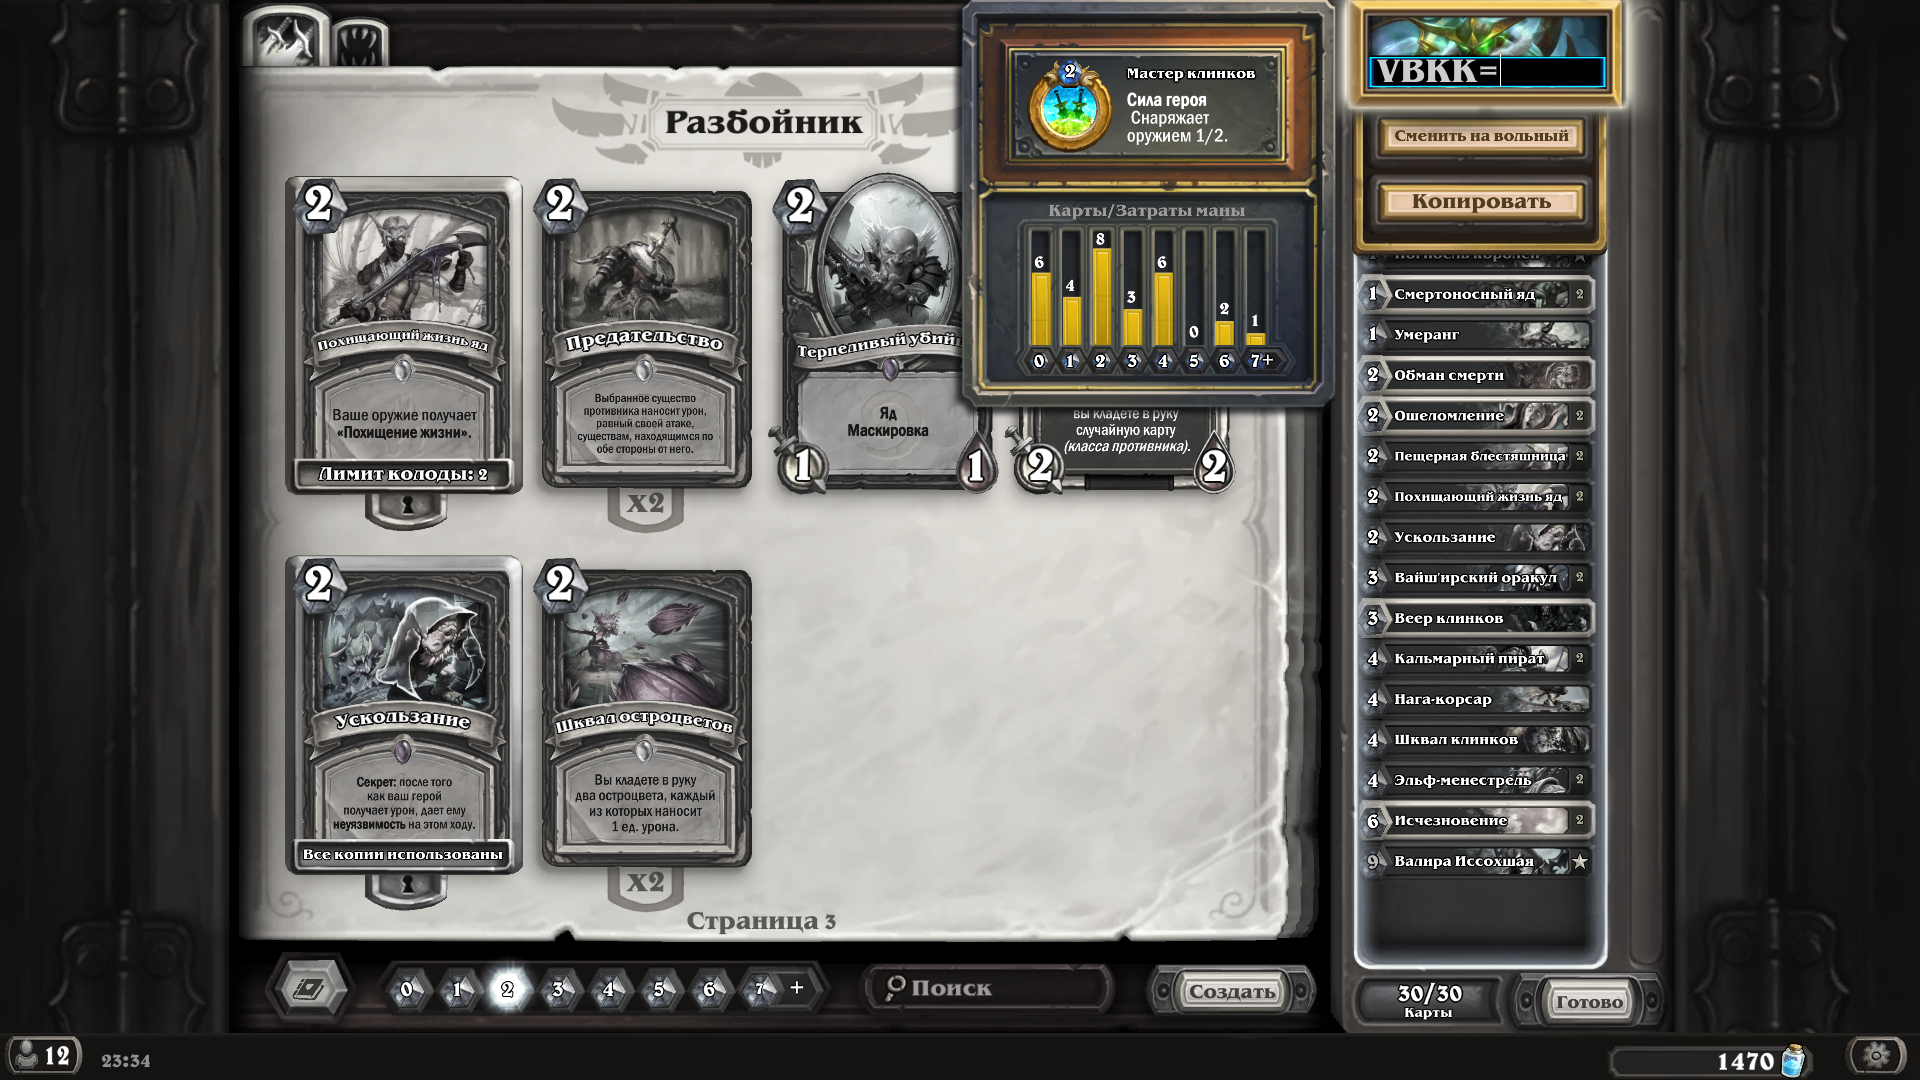 Разбойник
2
Похищающий жизнь яд
Ваше оружие получает
«Похищение жизни».
Лимит колоды: 2
2
Предательство
Выбранное существо
противника наносит урон,
равный своей атаке,
существам, находящимся по
обе стороны от него.
X2
2
Терпеливый убий
Яд
Маскировка
1
1
вы кладете в руку
случайную карту
(класса противника).
2
2
2
Ускользание
Секрет: после того
как ваш герой
получает урон, дает ему
неуязвимость на этом ходу.
Все копии использованы
2
Шквал остроцветов
Вы кладете в руку
два остроцвета, каждый
из которых наносит
1 ед. урона.
X2
Страница 3
2
Мастер клинков
Сила героя
Снаряжает
оружием 1/2.
Карты/Затраты маны
6 4 8 3 6 0 2 1
0 1 2 3 4 5 6 7+
VBKK=
Сменить на вольный
Копировать
1 Смертоносный яд 2
1 Умеранг
2 Обман смерти
2 Ошеломление 2
2 Пещерная блестяшница 2
2 Похищающий жизнь яд 2
2 Ускользание
3 Вайш'ирский оракул 2
3 Веер клинков
4 Кальмарный пират 2
4 Нага-корсар
4 Шквал клинков
4 Эльф-менестрель 2
6 Исчезновение 2
9 Валира Иссохшая
0 1 2 3 4 5 6 7 +
Поиск
Создать
30/30
Карты
Готово
12
23:34
1470